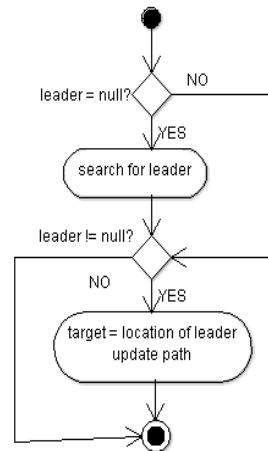 NO
leader = null?
YES
search for leader
leader != null?
NO
YES
target = location of leader
update path